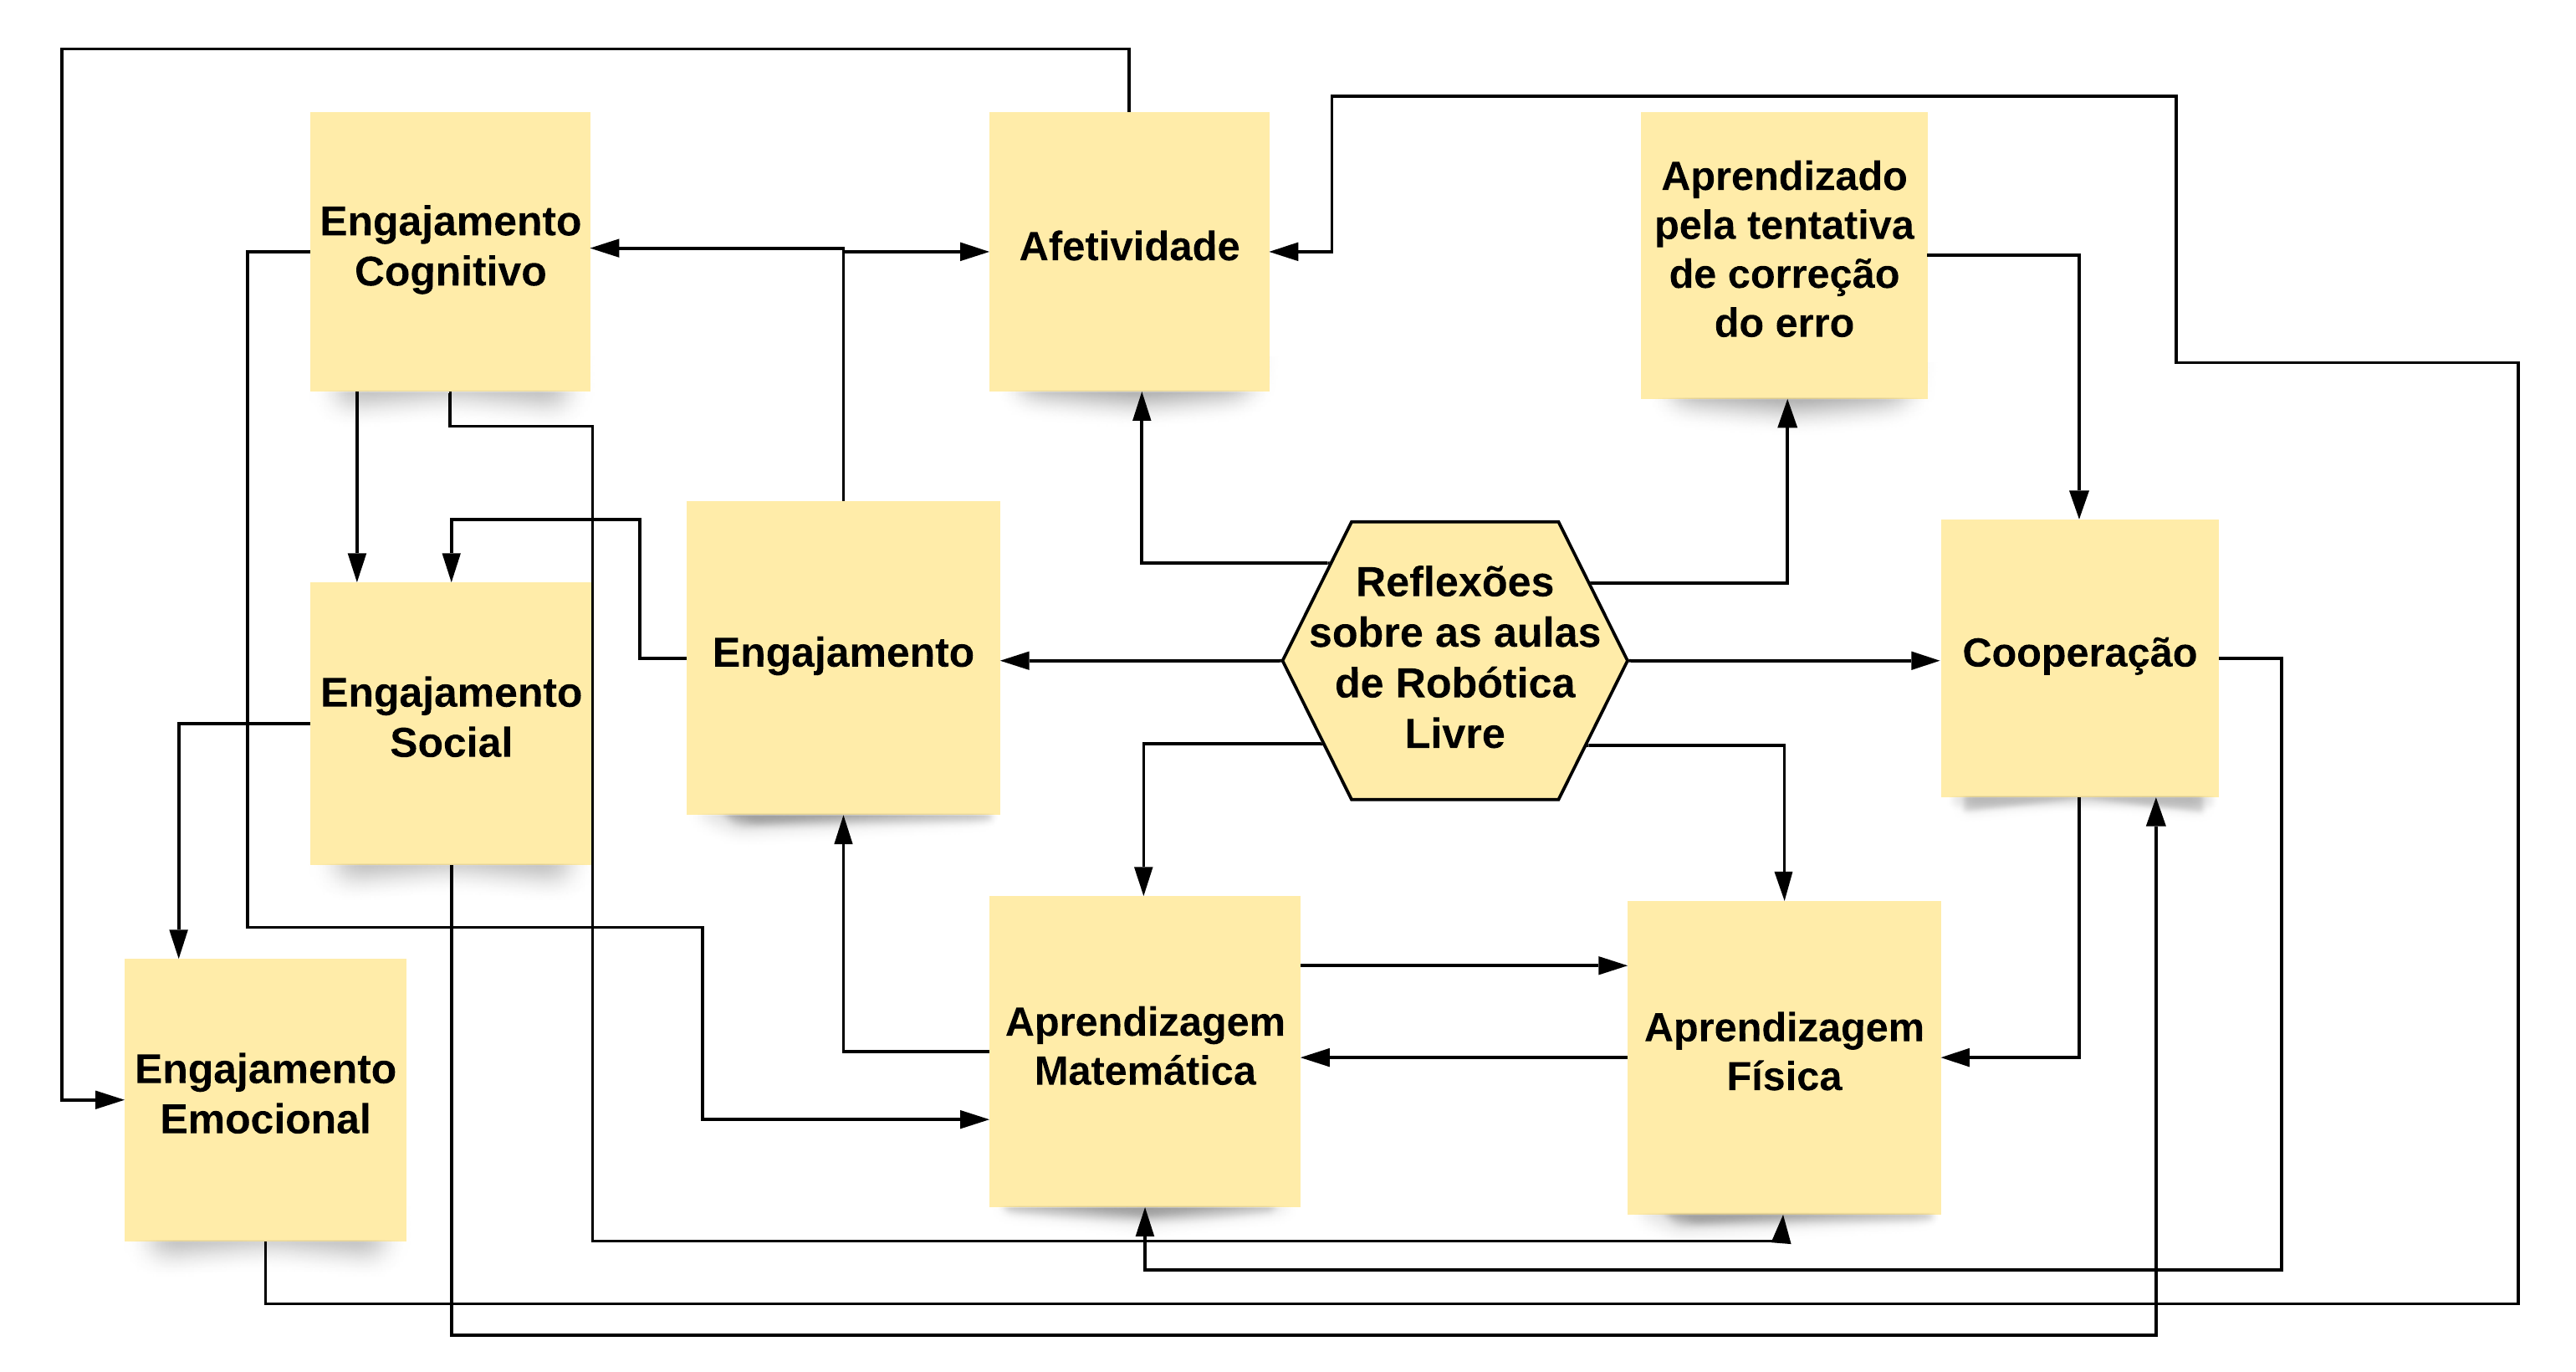 Engajamento
Cognitivo
Afetividade
Aprendizado
pela tentativa
de correção
do erro
Engajamento
Social
Engajamento
Reflexões
sobre as aulas
de Robótica
Livre
Cooperação
Engajamento
Emocional
Aprendizagem
Matemática
Aprendizagem
Física